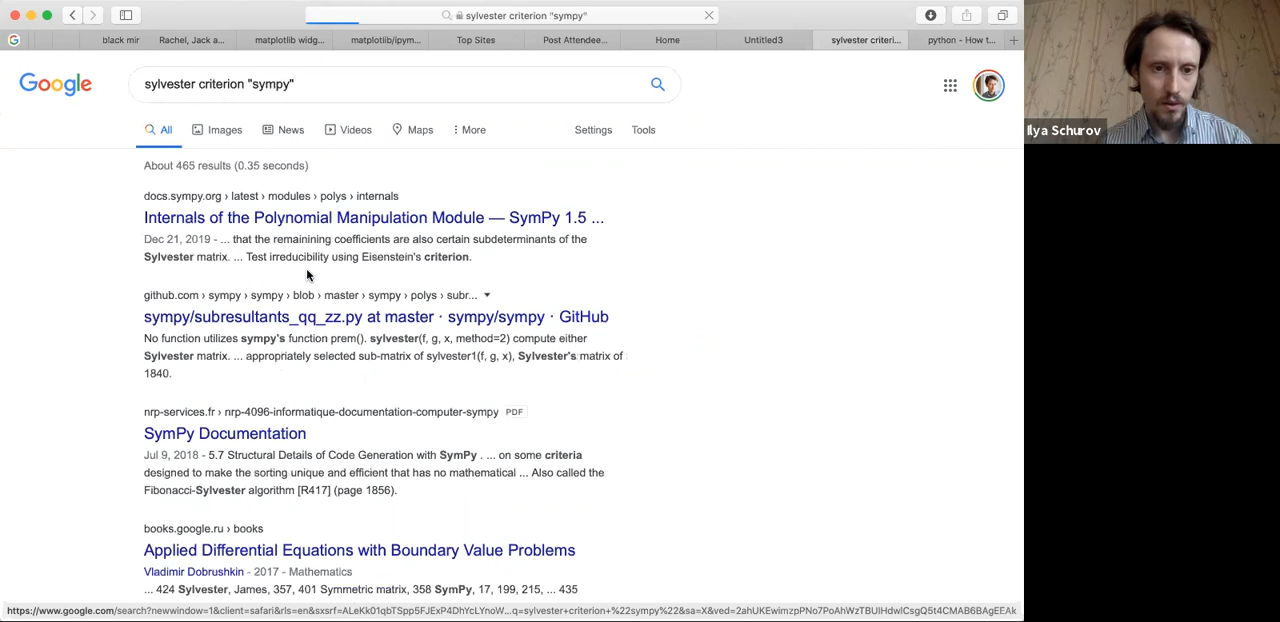 sylvester criterion "sympy"
black mir
Rachel, Jack a...
matplotlib widg...
matplotlib/ipym...
Top Sites
Post Attendee...
Home
Untitled3
sylvester criteri...
python - How t...
Google
sylvester criterion "sympy"
All Images News Videos Maps More Settings Tools
About 465 results (0.35 seconds)
docs.sympy.org › latest › modules › polys › internals
Internals of the Polynomial Manipulation Module — SymPy 1.5 ...
Dec 21, 2019 - ... that the remaining coefficients are also certain subdeterminants of the
Sylvester matrix. ... Test irreducibility using Eisenstein's criterion.
github.com › sympy › sympy › blob › master › sympy › polys › subr...
sympy/subresultants_qq_zz.py at master · sympy/sympy · GitHub
No function utilizes sympy's function prem(). sylvester(f, g, x, method=2) compute either
Sylvester matrix. ... appropriately selected sub-matrix of sylvester1(f, g, x), Sylvester's matrix of
1840.
nrp-services.fr › nrp-4096-informatique-documentation-computer-sympy PDF
SymPy Documentation
Jul 9, 2018 - 5.7 Structural Details of Code Generation with SymPy . ... on some criteria
designed to make the sorting unique and efficient that has no mathematical ... Also called the
Fibonacci-Sylvester algorithm [R417] (page 1856).
books.google.ru › books
Applied Differential Equations with Boundary Value Problems
Vladimir Dobrushkin - 2017 - Mathematics
... 424 Sylvester, James, 357, 401 Symmetric matrix, 358 SymPy, 17, 199, 215, ... 435
Ilya Schurov